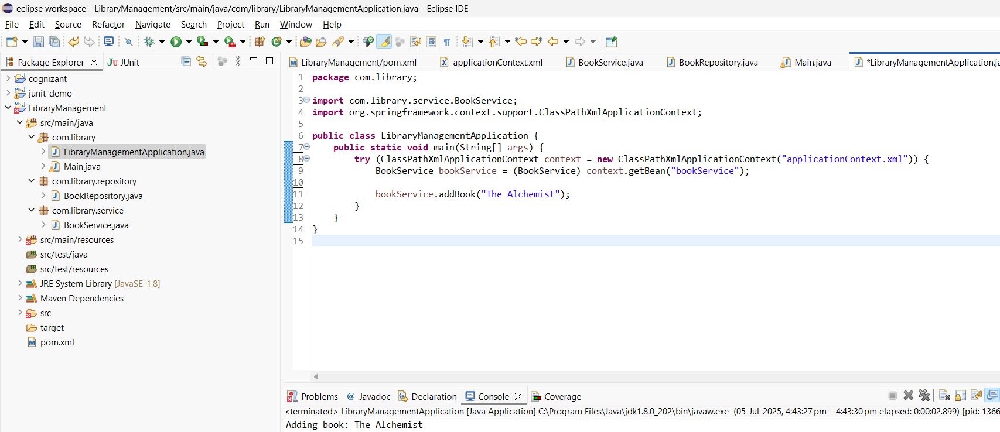 eclipse workspace - LibraryManagement/src/main/java/com/library/LibraryManagementApplication.java - Eclipse IDE
File Edit Source Refactor Navigate Search Project Run Window Help
Package Explorer JUnit
cognizant
junit-demo
LibraryManagement
src/main/java
com.library
LibraryManagementApplication.java
Main.java
com.library.repository
BookRepository.java
com.library.service
BookService.java
src/main/resources
src/test/java
src/test/resources
JRE System Library [JavaSE-1.8]
Maven Dependencies
src
target
pom.xml
LibraryManagement/pom.xml applicationContext.xml BookService.java BookRepository.java Main.java *LibraryManagementApplication.ja
1 package com.library;
2
3 import com.library.service.BookService;
4 import org.springframework.context.support.ClassPathXmlApplicationContext;
5
6 public class LibraryManagementApplication {
7     public static void main(String[] args) {
8         try (ClassPathXmlApplicationContext context = new ClassPathXmlApplicationContext("applicationContext.xml")) {
9             BookService bookService = (BookService) context.getBean("bookService");
10
11             bookService.addBook("The Alchemist");
12         }
13     }
14 }
15
Problems @ Javadoc Declaration Console Coverage
<terminated> LibraryManagementApplication [Java Application] C:\Program Files\Java\jdk1.8.0_202\bin\javaw.exe (05-Jul-2025, 4:43:27 pm – 4:43:30 pm elapsed: 0:00:02.899) [pid: 1366
Adding book: The Alchemist